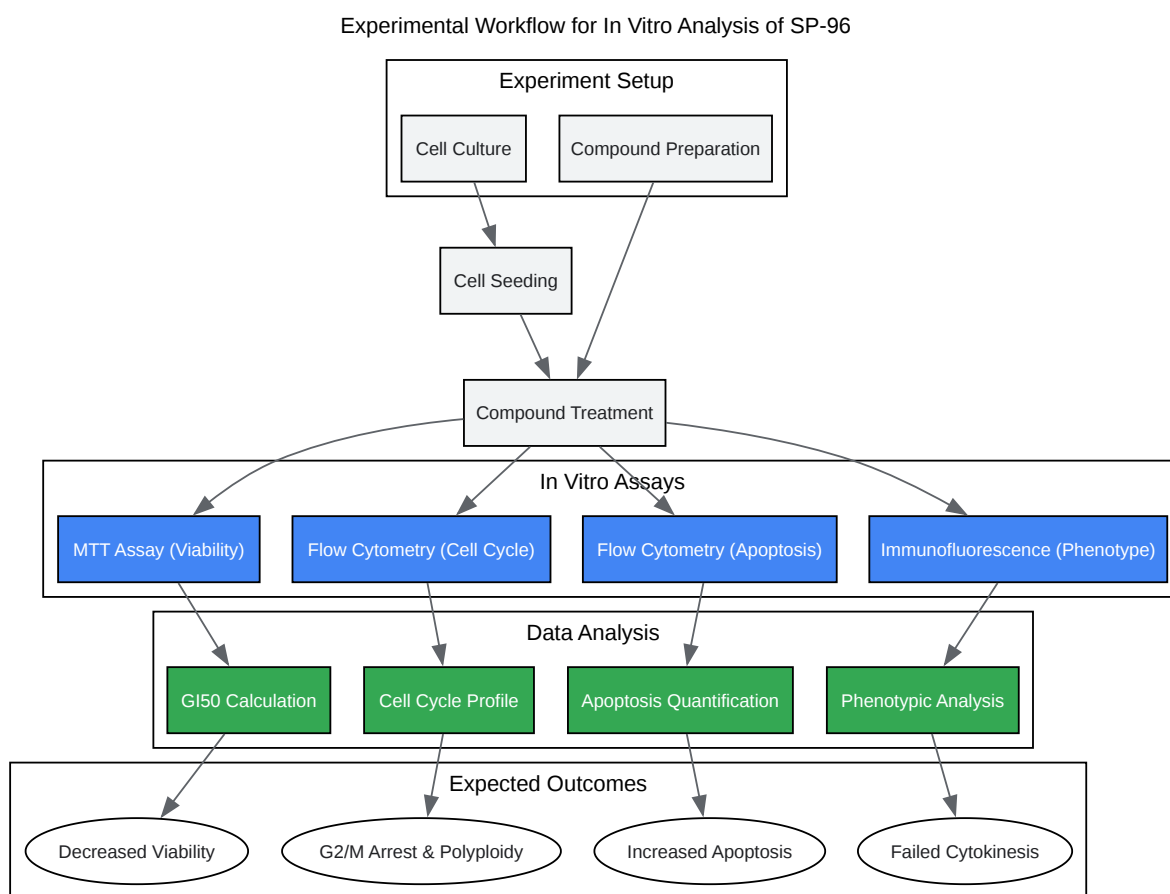 Experimental Workflow for In Vitro Analysis of SP-96
Experiment Setup
Cell Culture
Compound Preparation
Cell Seeding
Compound Treatment
In Vitro Assays
MTT Assay (Viability)
Flow Cytometry (Cell Cycle)
Flow Cytometry (Apoptosis)
Immunofluorescence (Phenotype)
Data Analysis
GI50 Calculation
Cell Cycle Profile
Apoptosis Quantification
Phenotypic Analysis
Expected Outcomes
Decreased Viability
G2/M Arrest & Polyploidy
Increased Apoptosis
Failed Cytokinesis